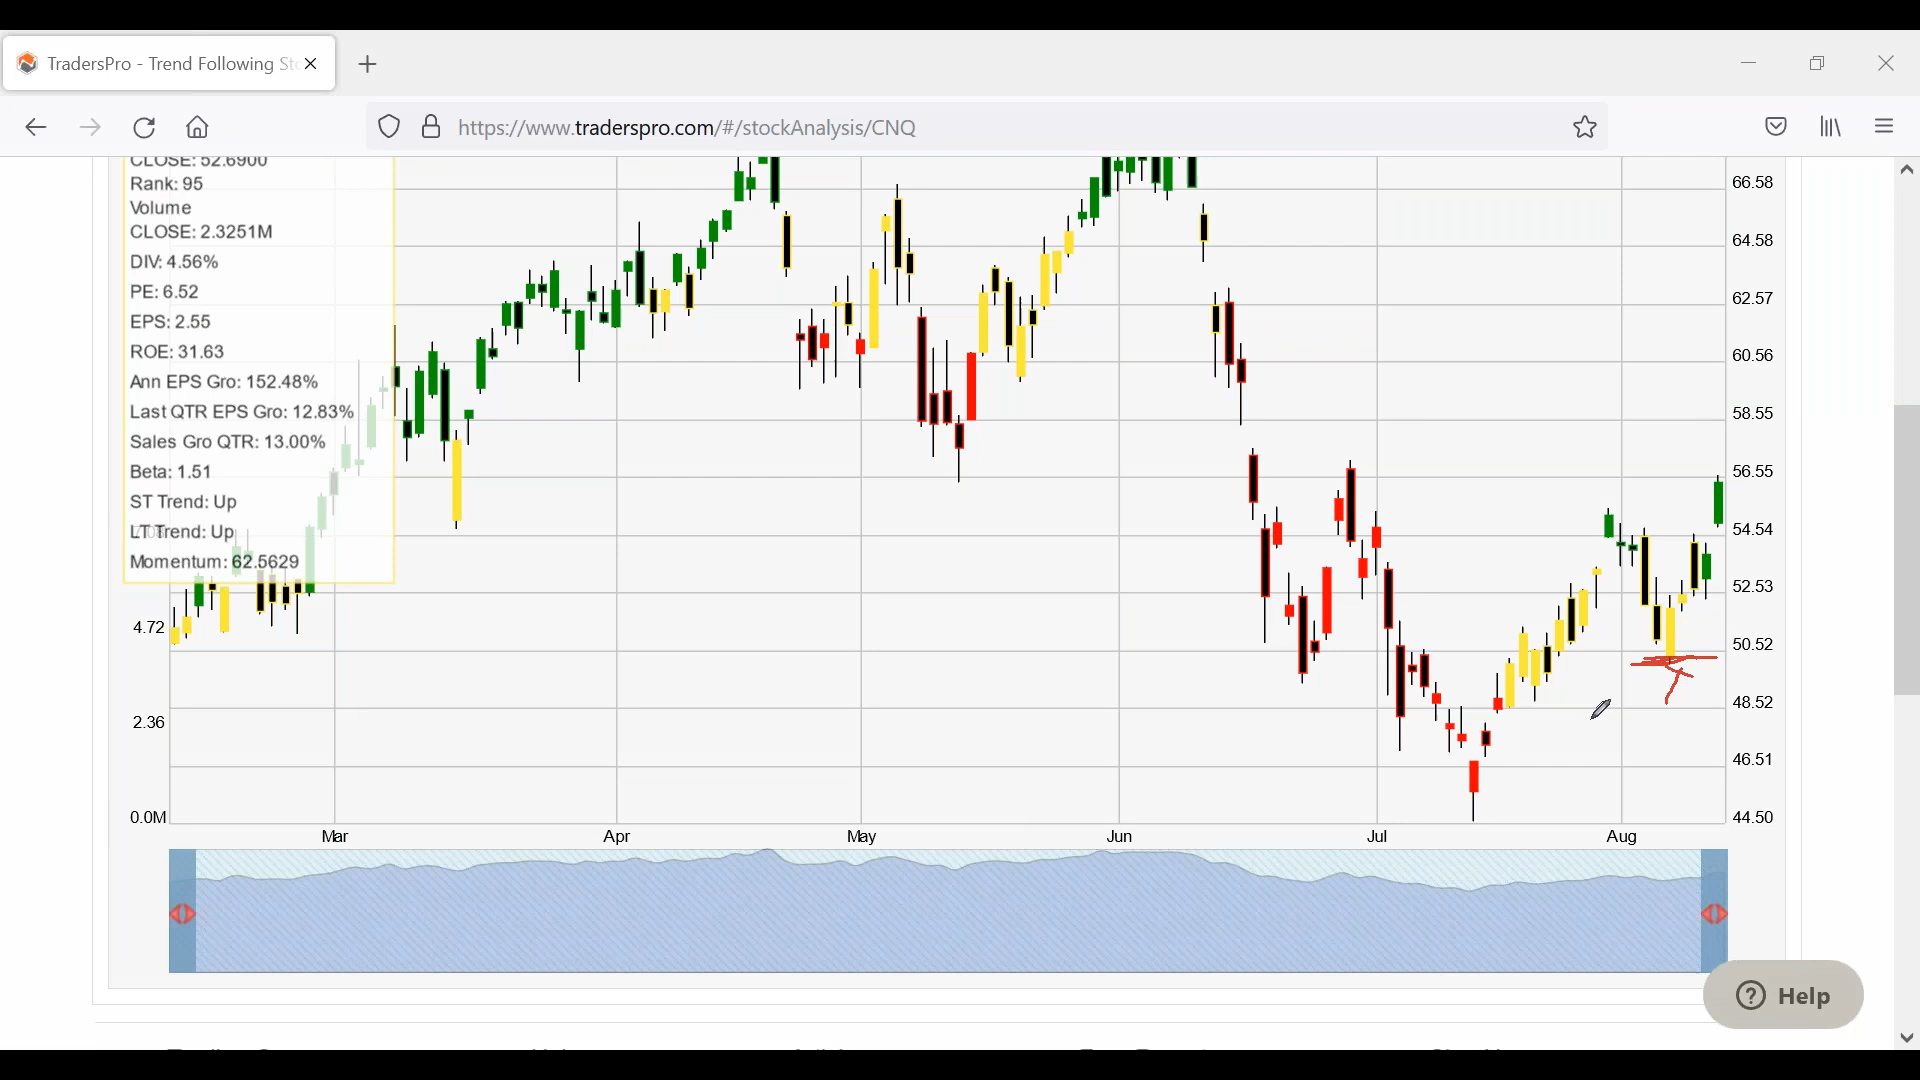 TradersPro - Trend Following St
https://www.traderspro.com/#/stockAnalysis/CNQ
CLOSE: 52.6900
Rank: 95
Volume
CLOSE: 2.3251M
DIV: 4.56%
PE: 6.52
EPS: 2.55
ROE: 31.63
Ann EPS Gro: 152.48%
Last QTR EPS Gro: 12.83%
Sales Gro QTR: 13.00%
Beta: 1.51
ST Trend: Up
LT Trend: Up
Momentum: 62.5629
66.58
64.58
62.57
60.56
58.55
56.55
54.54
52.53
50.52
48.52
46.51
44.50
4.72
2.36
0.0M
Mar Apr May Jun Jul Aug
Help